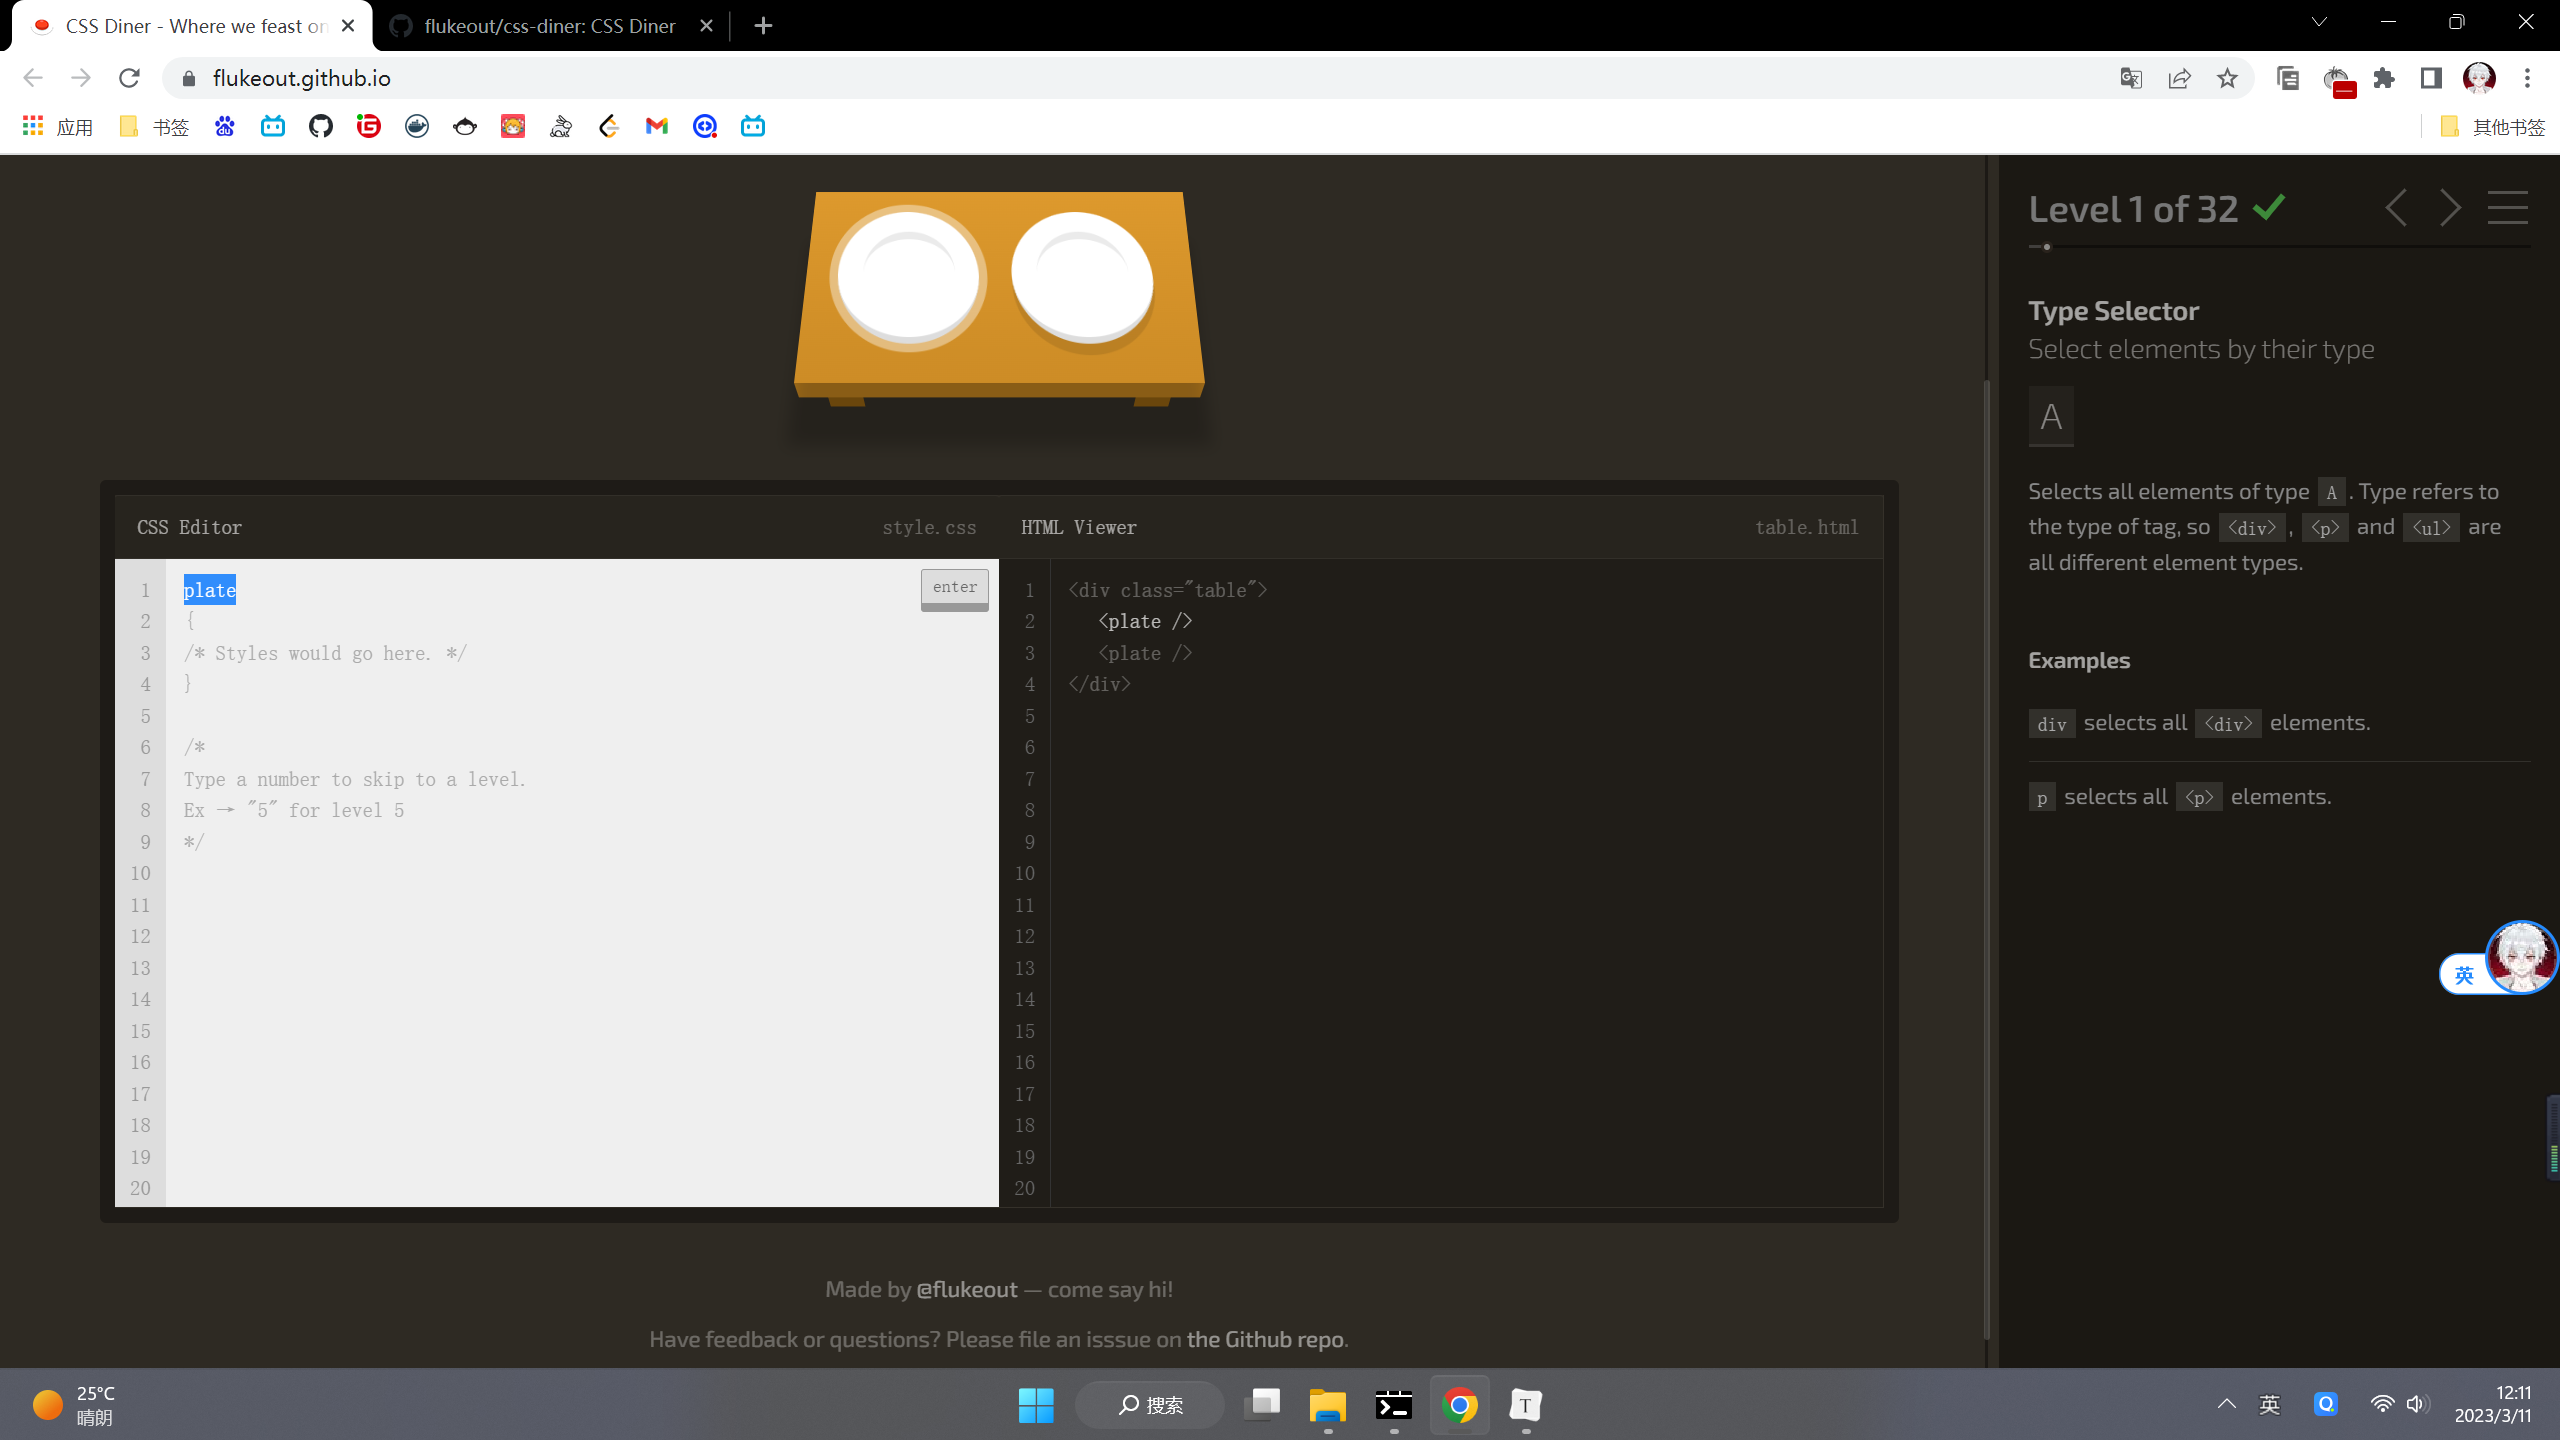 CSS Diner - Where we feast on
flukeout/css-diner: CSS Diner
flukeout.github.io
应用
书签
其他书签
Level 1 of 32
Type Selector
Select elements by their type
A
Selects all elements of type A. Type refers to
the type of tag, so <div>, <p> and <ul> are
all different element types.
Examples
div selects all <div> elements.
p selects all <p> elements.
CSS Editor style.css
enter
1 plate
2 {
3 /* Styles would go here. */
4 }
5
6 /*
7 Type a number to skip to a level.
8 Ex → "5" for level 5
9 */
10
11
12
13
14
15
16
17
18
19
20
HTML Viewer table.html
1 <div class="table">
2 <plate />
3 <plate />
4 </div>
5
6
7
8
9
10
11
12
13
14
15
16
17
18
19
20
英
Made by @flukeout — come say hi!
Have feedback or questions? Please file an isssue on the Github repo.
25°C
晴朗
搜索
英
12:11
2023/3/11